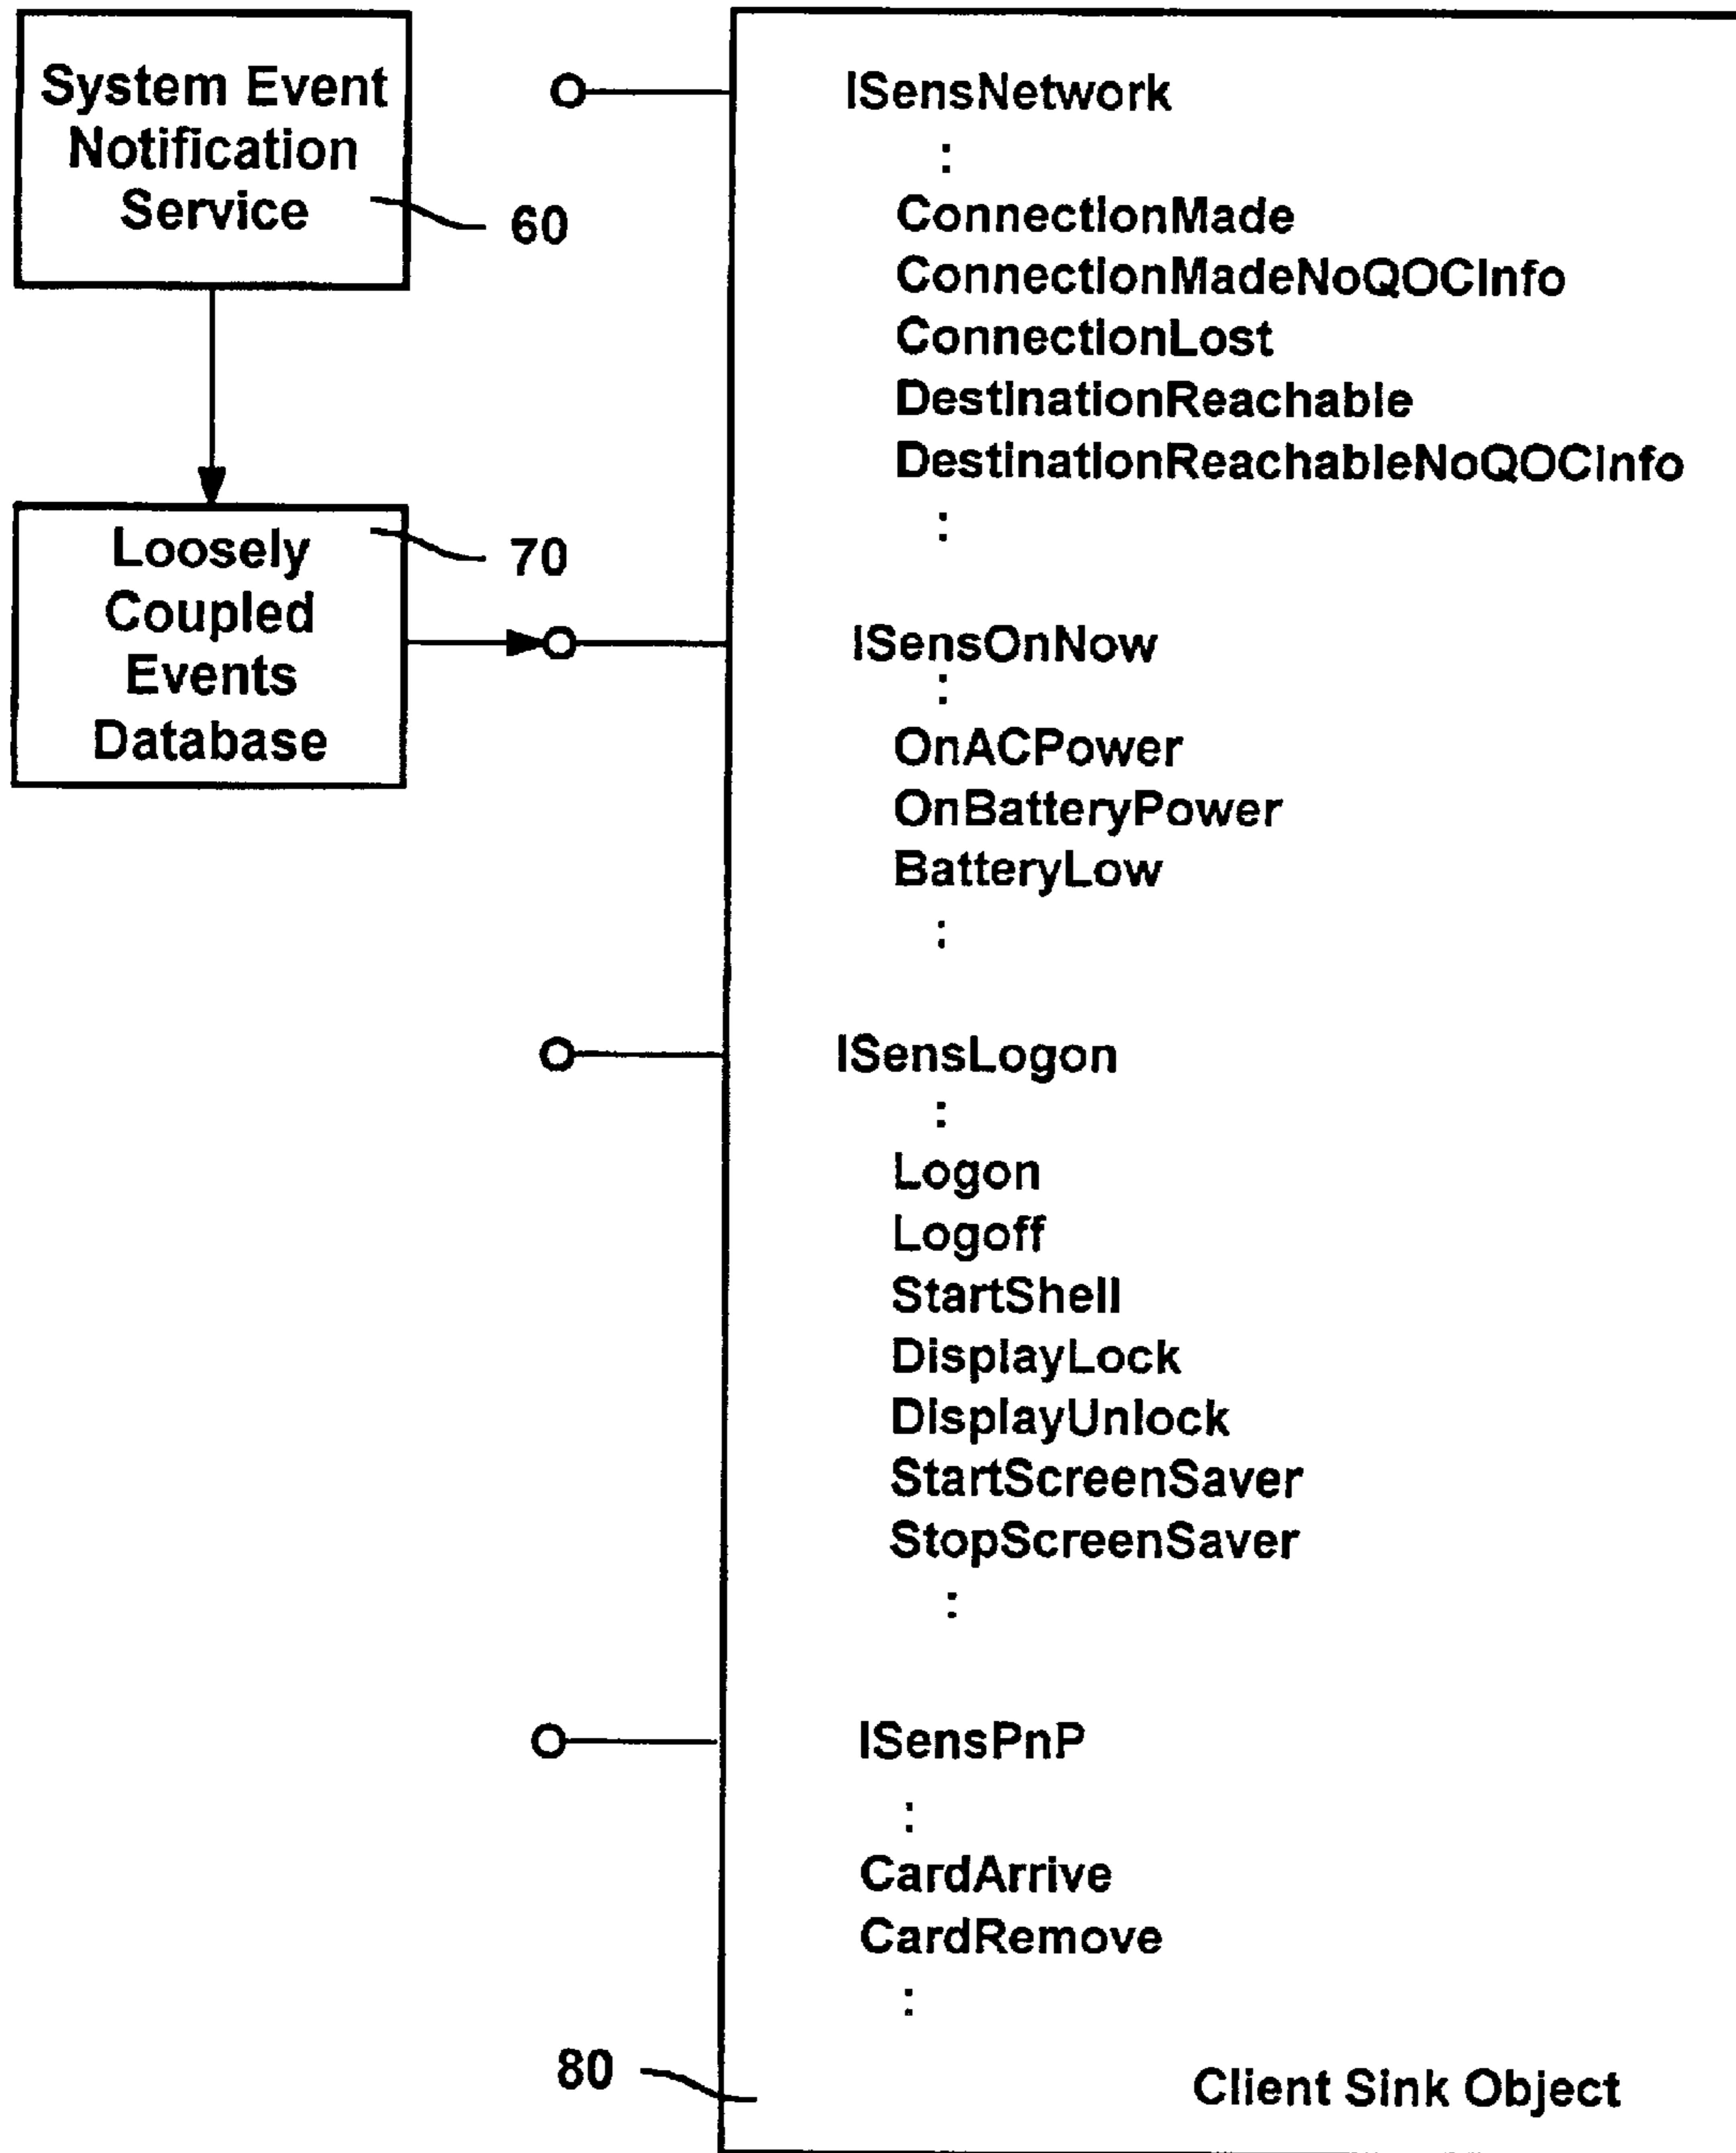 System Event
Notification
Service
60
Loosely
Coupled
Events
Database
70
ISensNetwork
:
ConnectionMade
ConnectionMadeNoQOCInfo
ConnectionLost
DestinationReachable
DestinationReachableNoQOCInfo
:
ISensOnNow
:
OnACPower
OnBatteryPower
BatteryLow
:
ISensLogon
:
Logon
Logoff
StartShell
DisplayLock
DisplayUnlock
StartScreenSaver
StopScreenSaver
:
ISensPnP
:
CardArrive
CardRemove
:
80
Client Sink Object